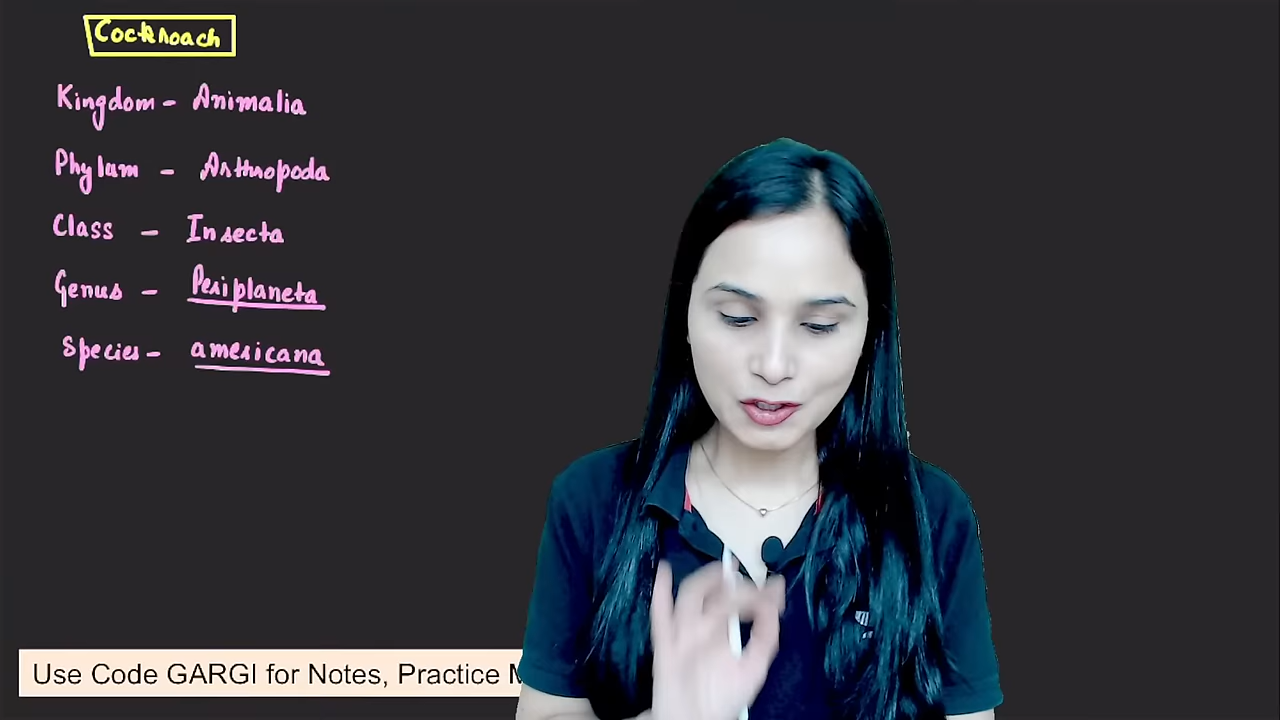 Cockroach
Kingdom - Animalia
Phylum - Arthropoda
Class - Insecta
Genus - Periplaneta
Species - americana
Use Code GARGI for Notes, Practice